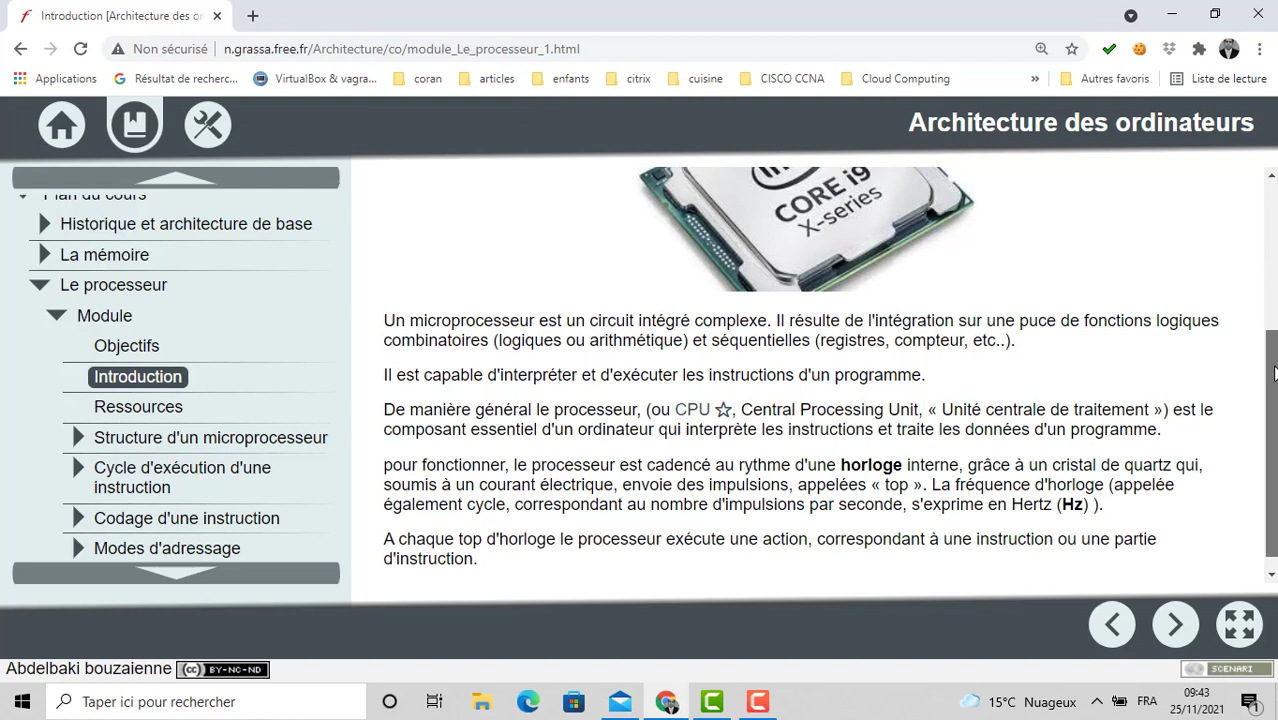 Introduction [Architecture des or
Non sécurisé
n.grassa.free.fr/Architecture/co/module_Le_processeur_1.html
Applications
Résultat de recherc...
VirtualBox & vagra...
coran
articles
enfants
citrix
cuisine
CISCO CCNA
Cloud Computing
»
Autres favoris
Liste de lecture
Architecture des ordinateurs
Plan du cours
Historique et architecture de base
La mémoire
Le processeur
Module
Objectifs
Introduction
Ressources
Structure d'un microprocesseur
Cycle d'exécution d'une
instruction
Codage d'une instruction
Modes d'adressage
intel
CORE i9
X-series
Un microprocesseur est un circuit intégré complexe. Il résulte de l'intégration sur une puce de fonctions logiques
combinatoires (logiques ou arithmétique) et séquentielles (registres, compteur, etc..).
Il est capable d'interpréter et d'exécuter les instructions d'un programme.
De manière général le processeur, (ou CPU ☆, Central Processing Unit, « Unité centrale de traitement ») est le
composant essentiel d'un ordinateur qui interprète les instructions et traite les données d'un programme.
pour fonctionner, le processeur est cadencé au rythme d'une horloge interne, grâce à un cristal de quartz qui,
soumis à un courant électrique, envoie des impulsions, appelées « top ». La fréquence d'horloge (appelée
également cycle, correspondant au nombre d'impulsions par seconde, s'exprime en Hertz (Hz) ).
A chaque top d'horloge le processeur exécute une action, correspondant à une instruction ou une partie
d'instruction.
Abdelbaki bouzaienne
cc BY-NC-ND
SCENARI
Taper ici pour rechercher
15°C Nuageux
FRA
09:43
25/11/2021
1